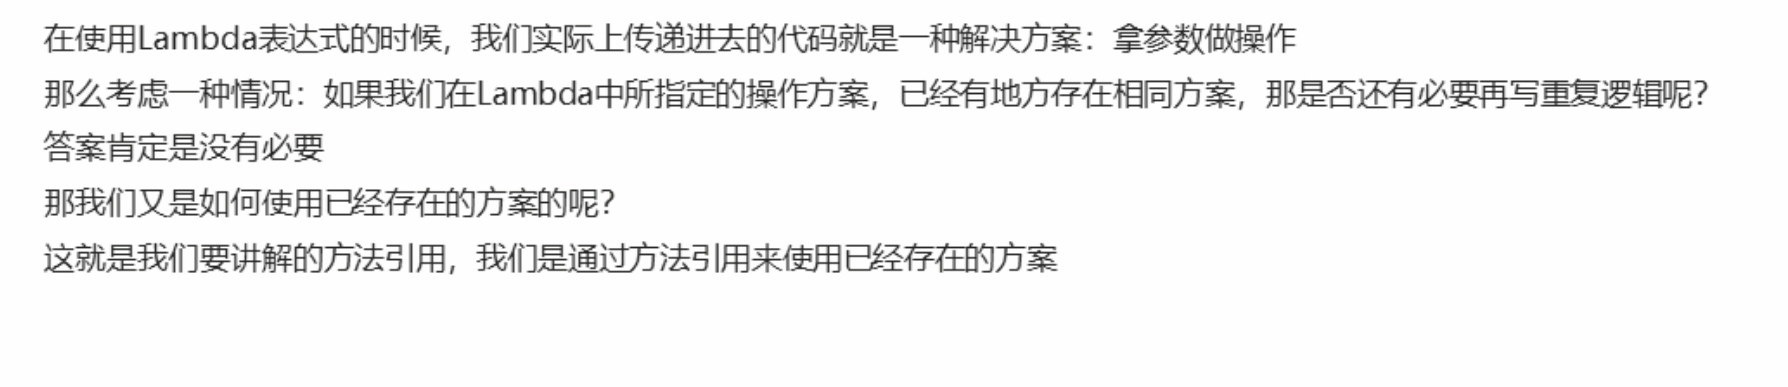 在使用Lambda表达式的时候，我们实际上传递进去的代码就是一种解决方案：拿参数做操作
那么考虑一种情况：如果我们在Lambda中所指定的操作方案，已经有地方存在相同方案，那是否还有必要再写重复逻辑呢？
答案肯定是没有必要
那我们又是如何使用已经存在的方案的呢？
这就是我们要讲解的方法引用，我们是通过方法引用来使用已经存在的方案